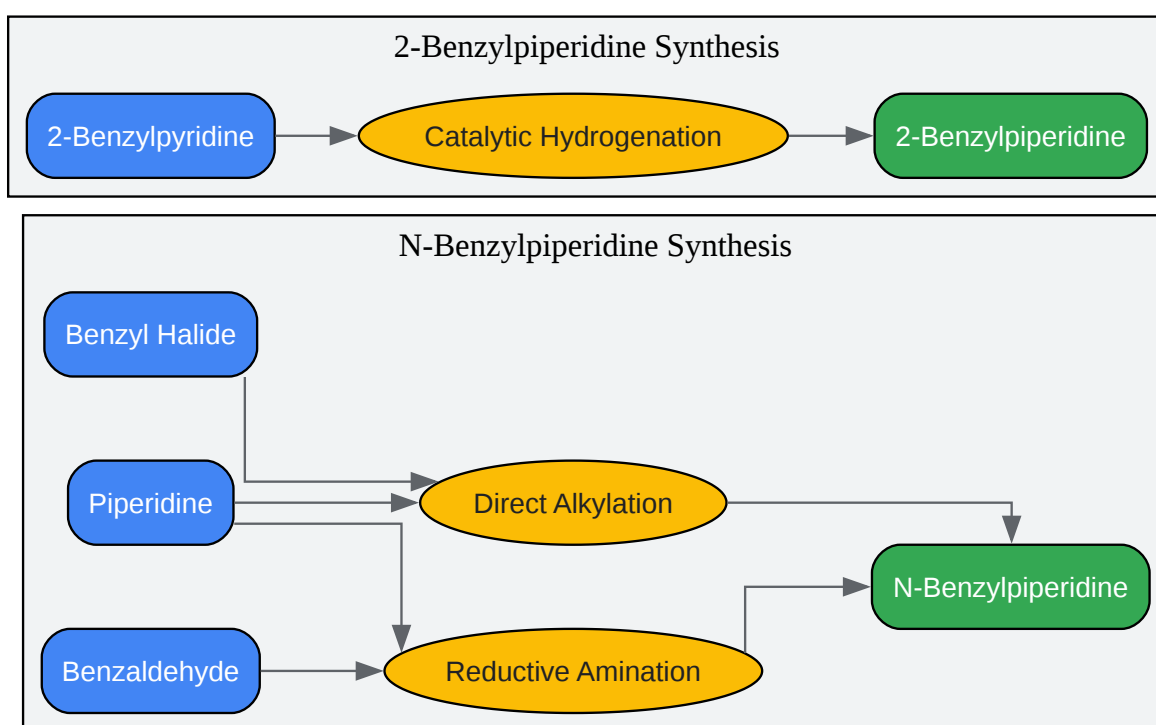 2-Benzylpiperidine Synthesis
2-Benzylpyridine
Catalytic Hydrogenation
2-Benzylpiperidine
N-Benzylpiperidine Synthesis
Benzyl Halide
Piperidine
Direct Alkylation
N-Benzylpiperidine
Benzaldehyde
Reductive Amination